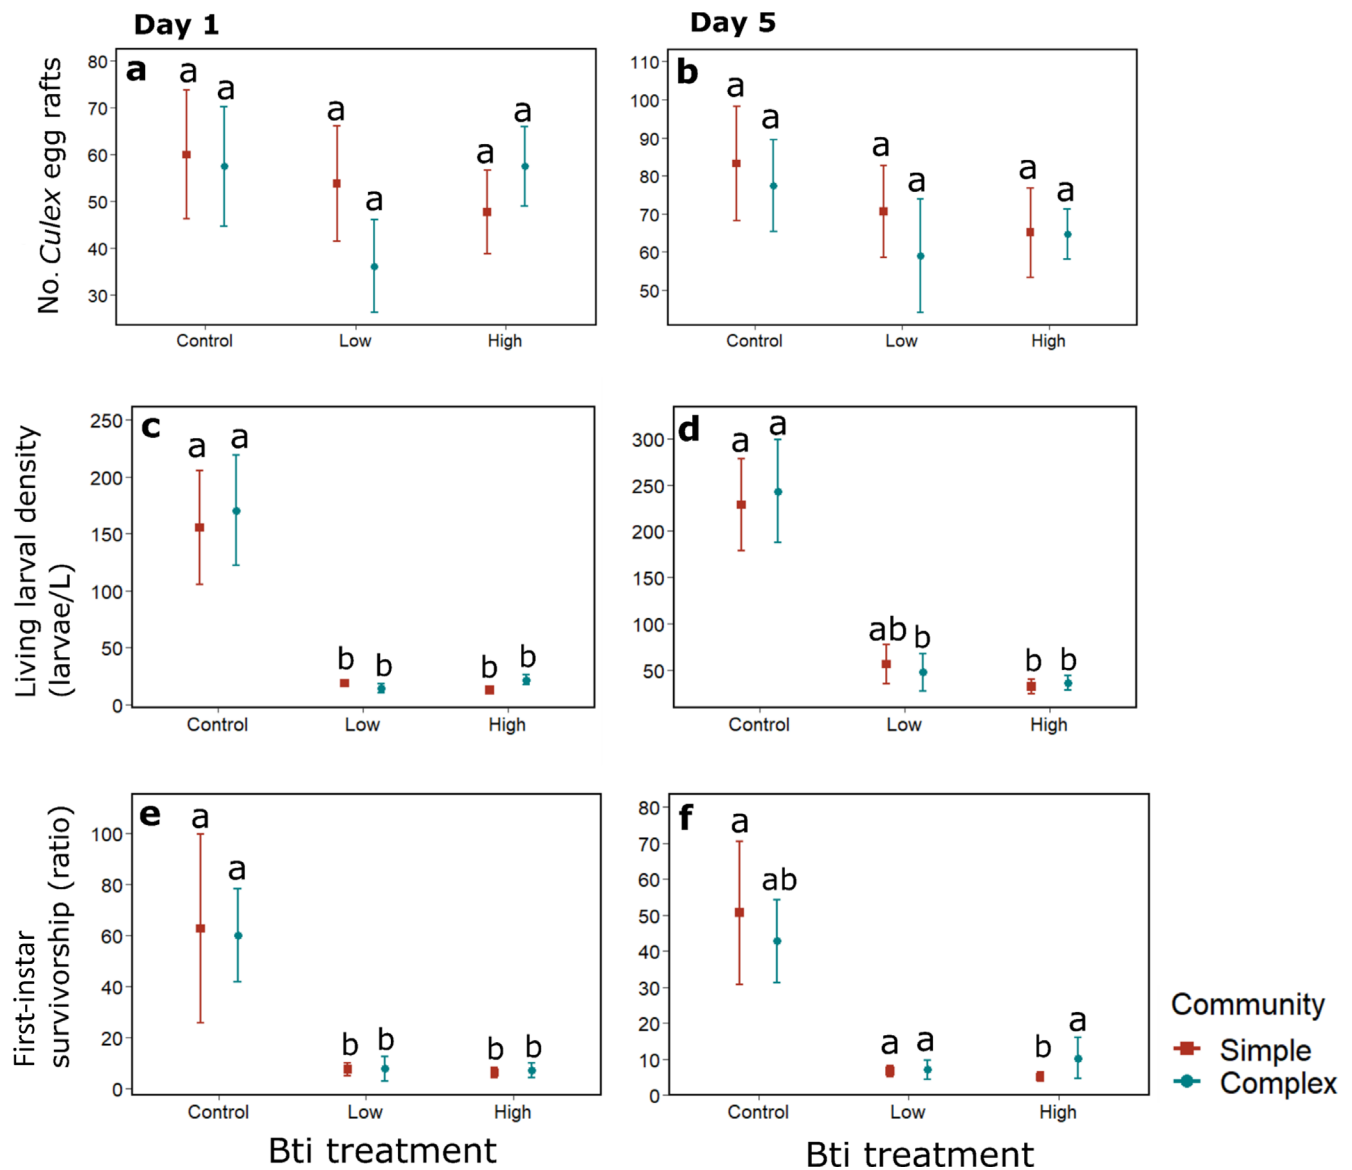 Day 1
Day 5
No. Culex egg rafts
a
80
70
60
50
40
30
a
a
a
a
a
a
Control
Low
High
b
110
100
90
80
70
60
50
a
a
a
a
a
a
Control
Low
High
Living larval density
(larvae/L)
c
250
200
150
100
50
0
a
a
b
b
b
b
Control
Low
High
d
300
250
200
150
100
50
a
a
ab
b
b
b
Control
Low
High
First-instar
survivorship (ratio)
e
100
80
60
40
20
0
a
a
b
b
b
b
Control
Low
High
Bti treatment
f
80
70
60
50
40
30
20
10
0
a
ab
a
a
b
a
Control
Low
High
Bti treatment
Community
Simple
Complex